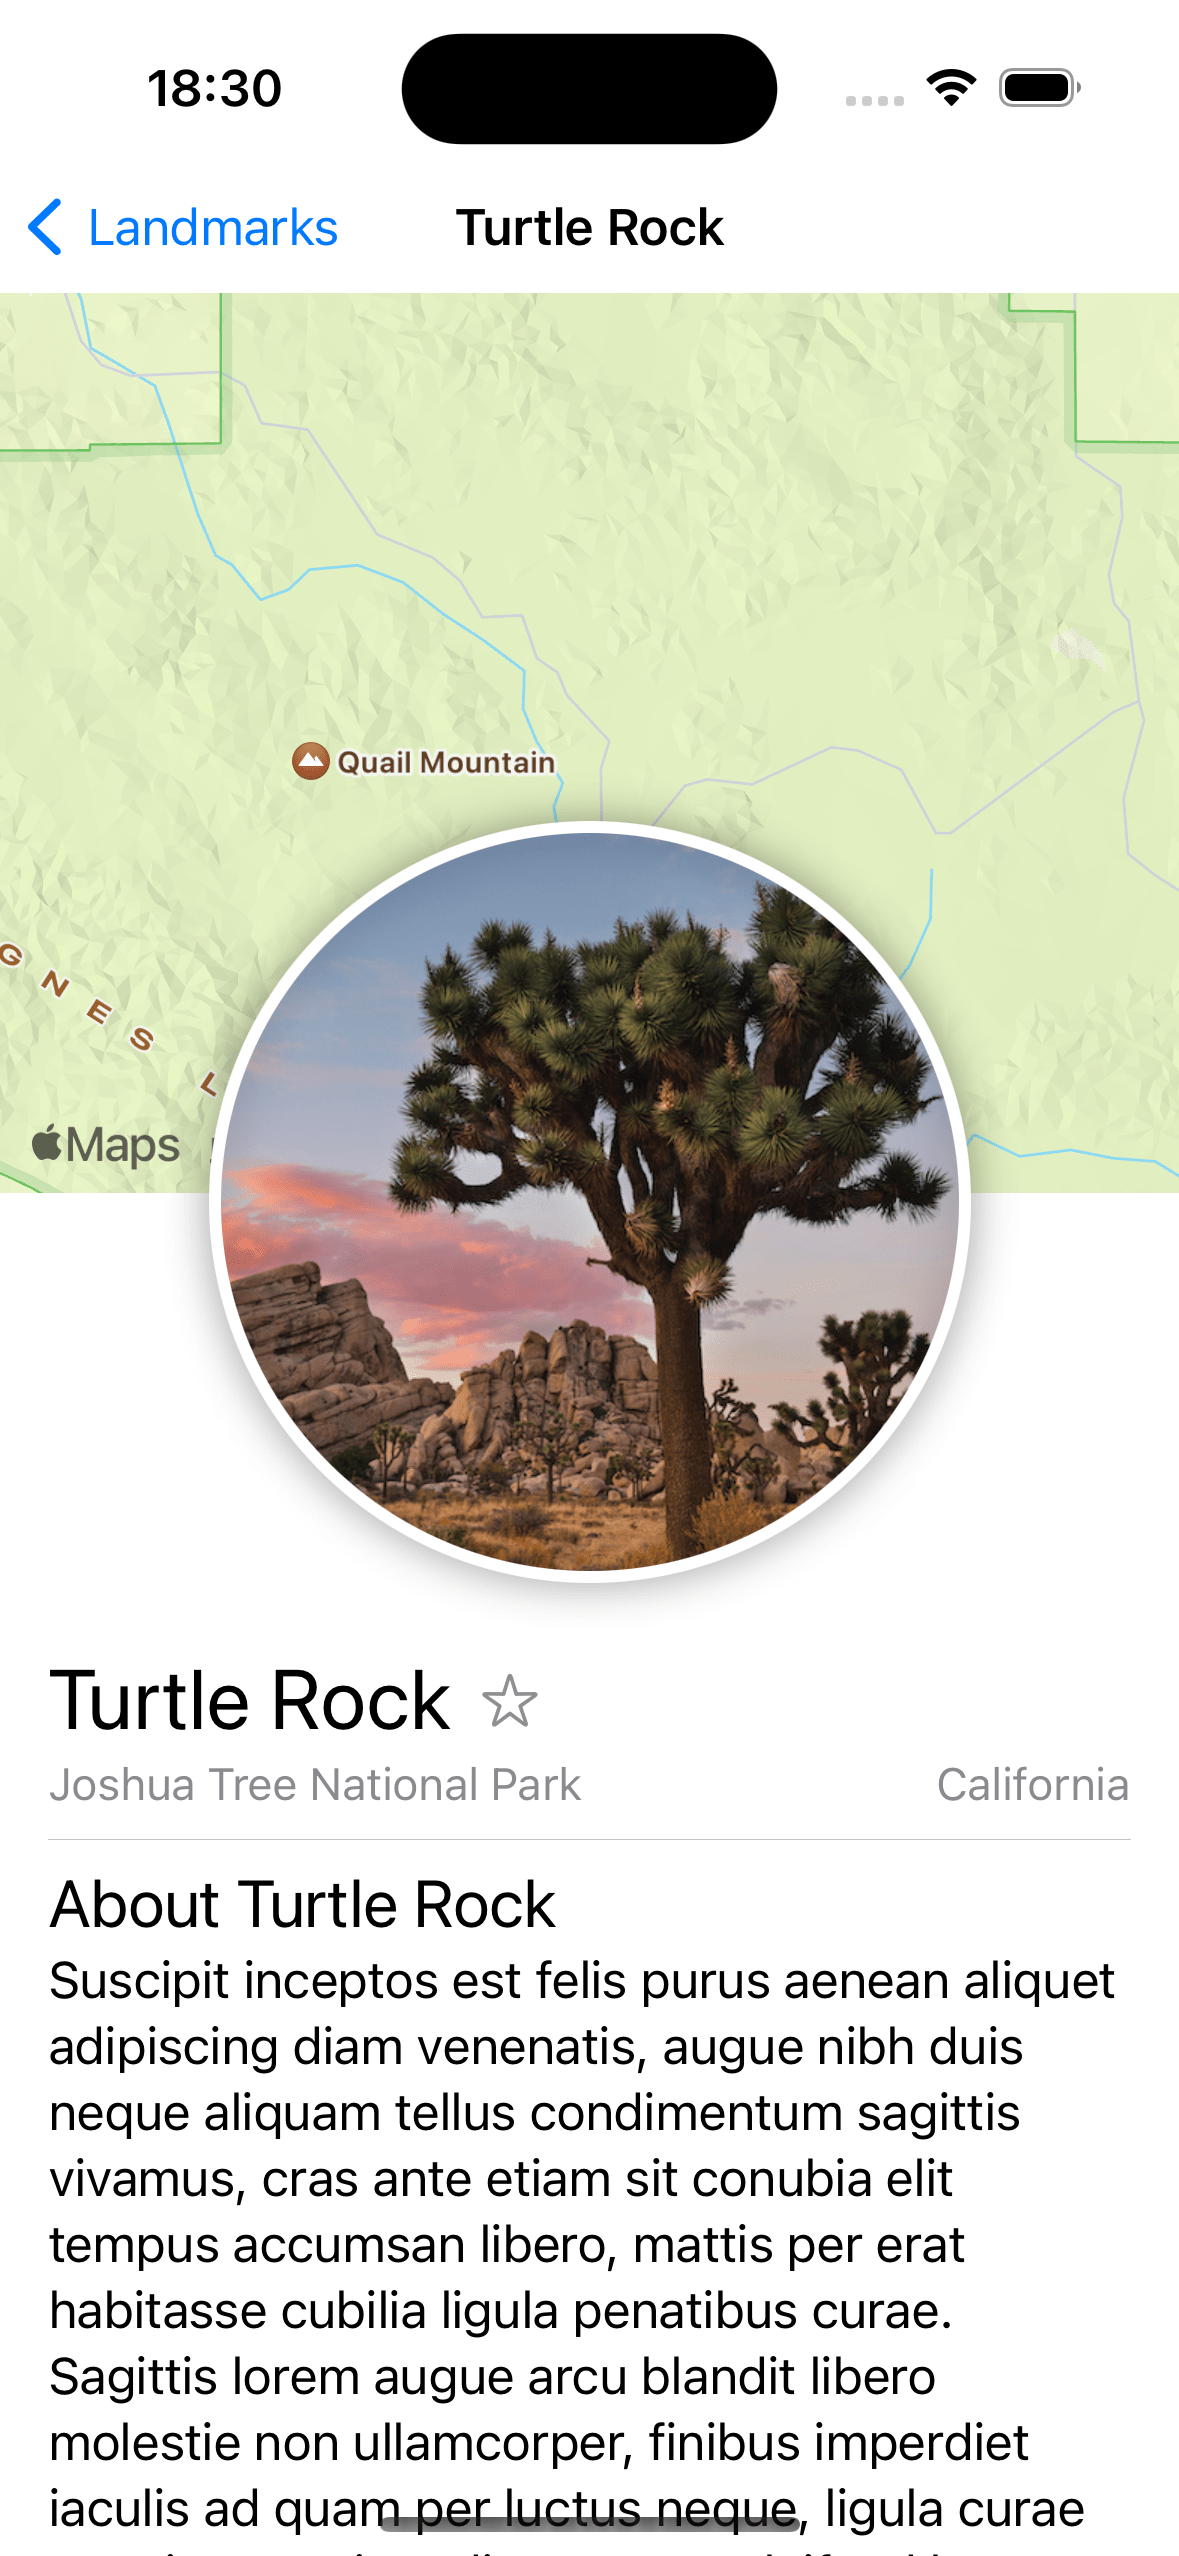 18:30
Landmarks
Turtle Rock
Quail Mountain
G N E S L
Maps
Turtle Rock
Joshua Tree National Park
California
About Turtle Rock
Suscipit inceptos est felis purus aenean aliquet
adipiscing diam venenatis, augue nibh duis
neque aliquam tellus condimentum sagittis
vivamus, cras ante etiam sit conubia elit
tempus accumsan libero, mattis per erat
habitasse cubilia ligula penatibus curae.
Sagittis lorem augue arcu blandit libero
molestie non ullamcorper, finibus imperdiet
iaculis ad quam per luctus neque, ligula curae